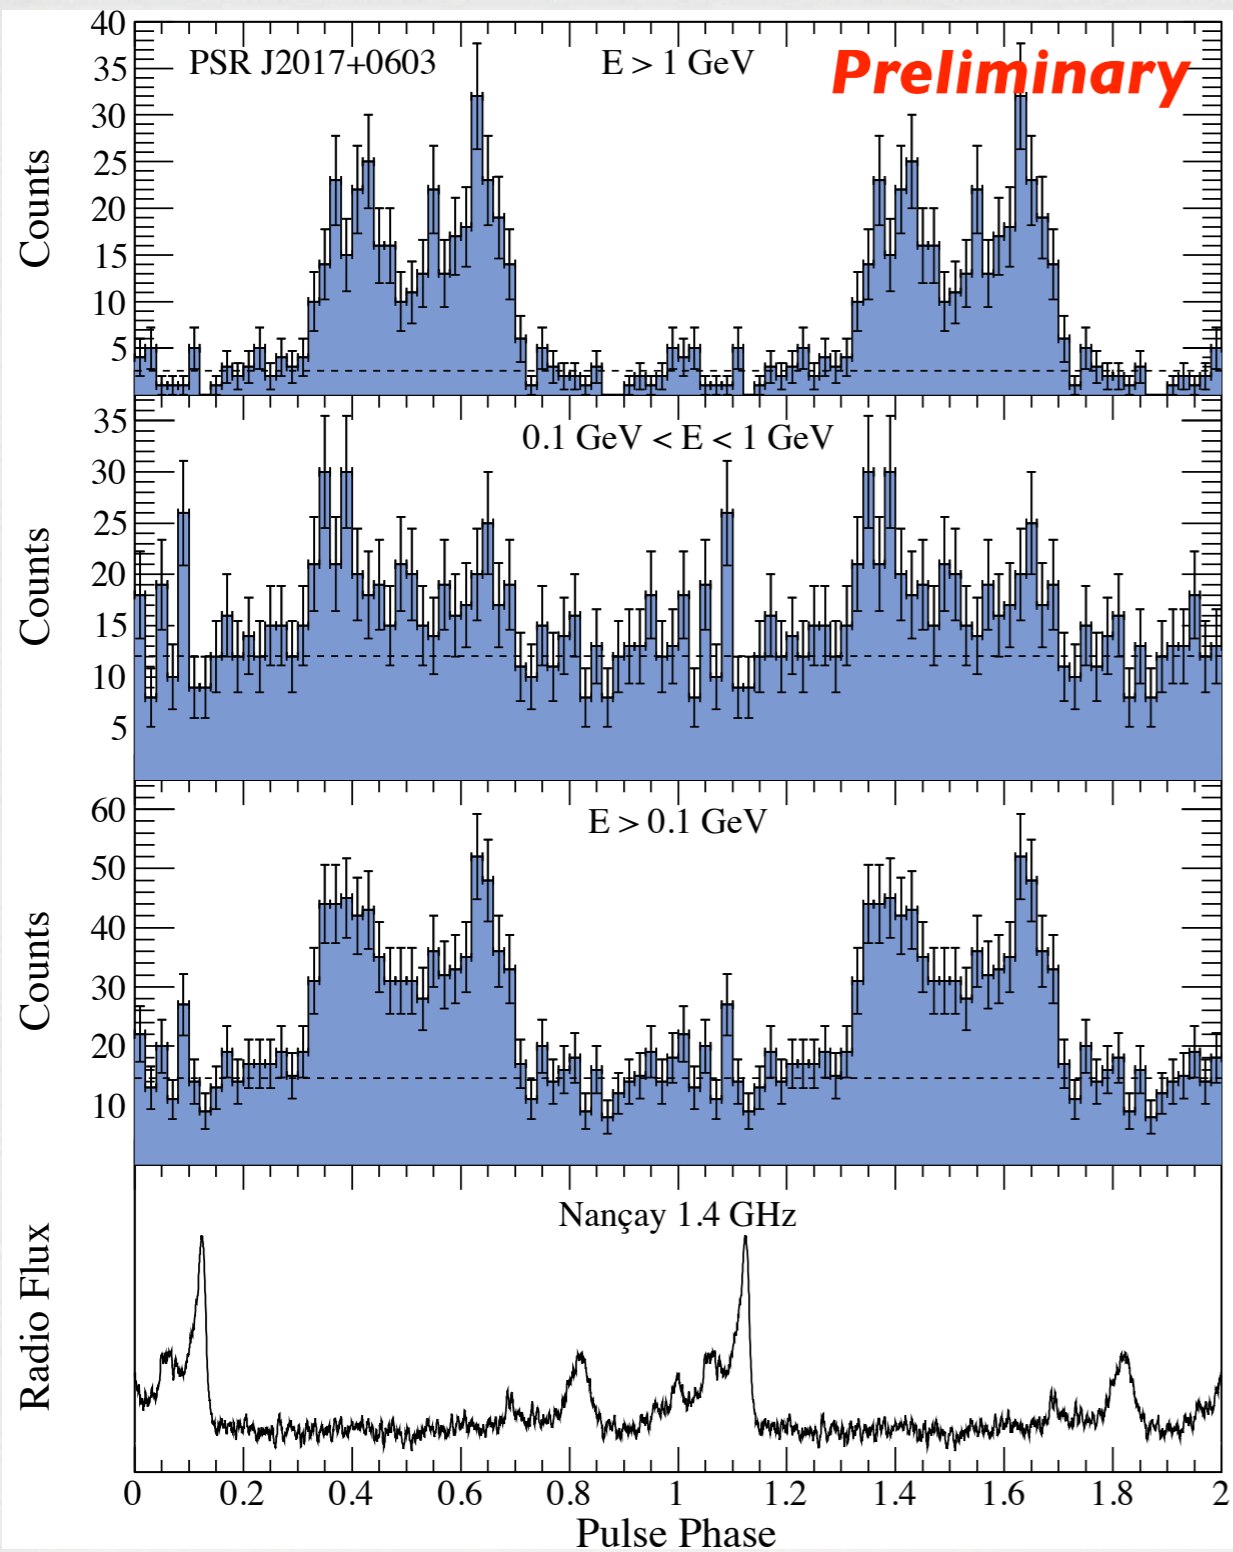 PSR J2017+0603
E > 1 GeV
Preliminary
40
35
30
25
20
15
10
5
Counts
0.1 GeV < E < 1 GeV
35
30
25
20
15
10
5
Counts
E > 0.1 GeV
60
50
40
30
20
10
Counts
Nançay 1.4 GHz
Radio Flux
0 0.2 0.4 0.6 0.8 1 1.2 1.4 1.6 1.8 2
Pulse Phase